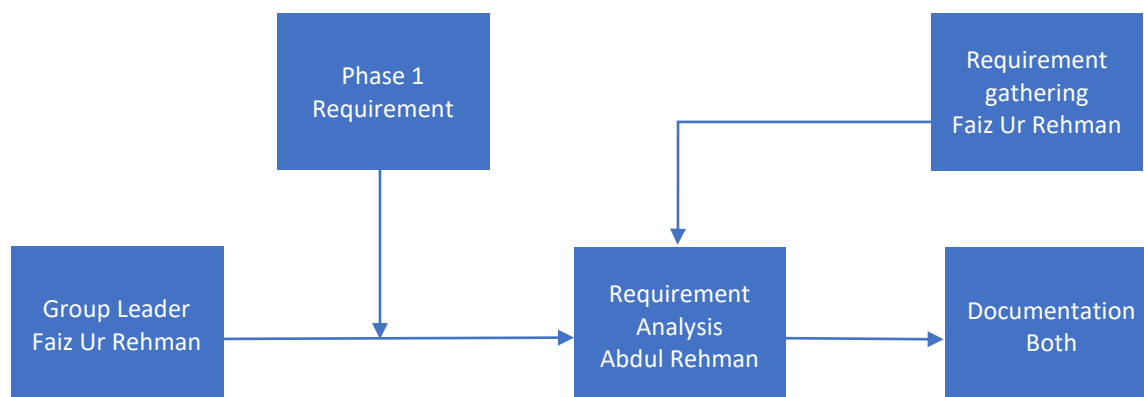 Phase 1
Requirement
Requirement
gathering
Faiz Ur Rehman
Group Leader
Faiz Ur Rehman
Requirement
Analysis
Abdul Rehman
Documentation
Both